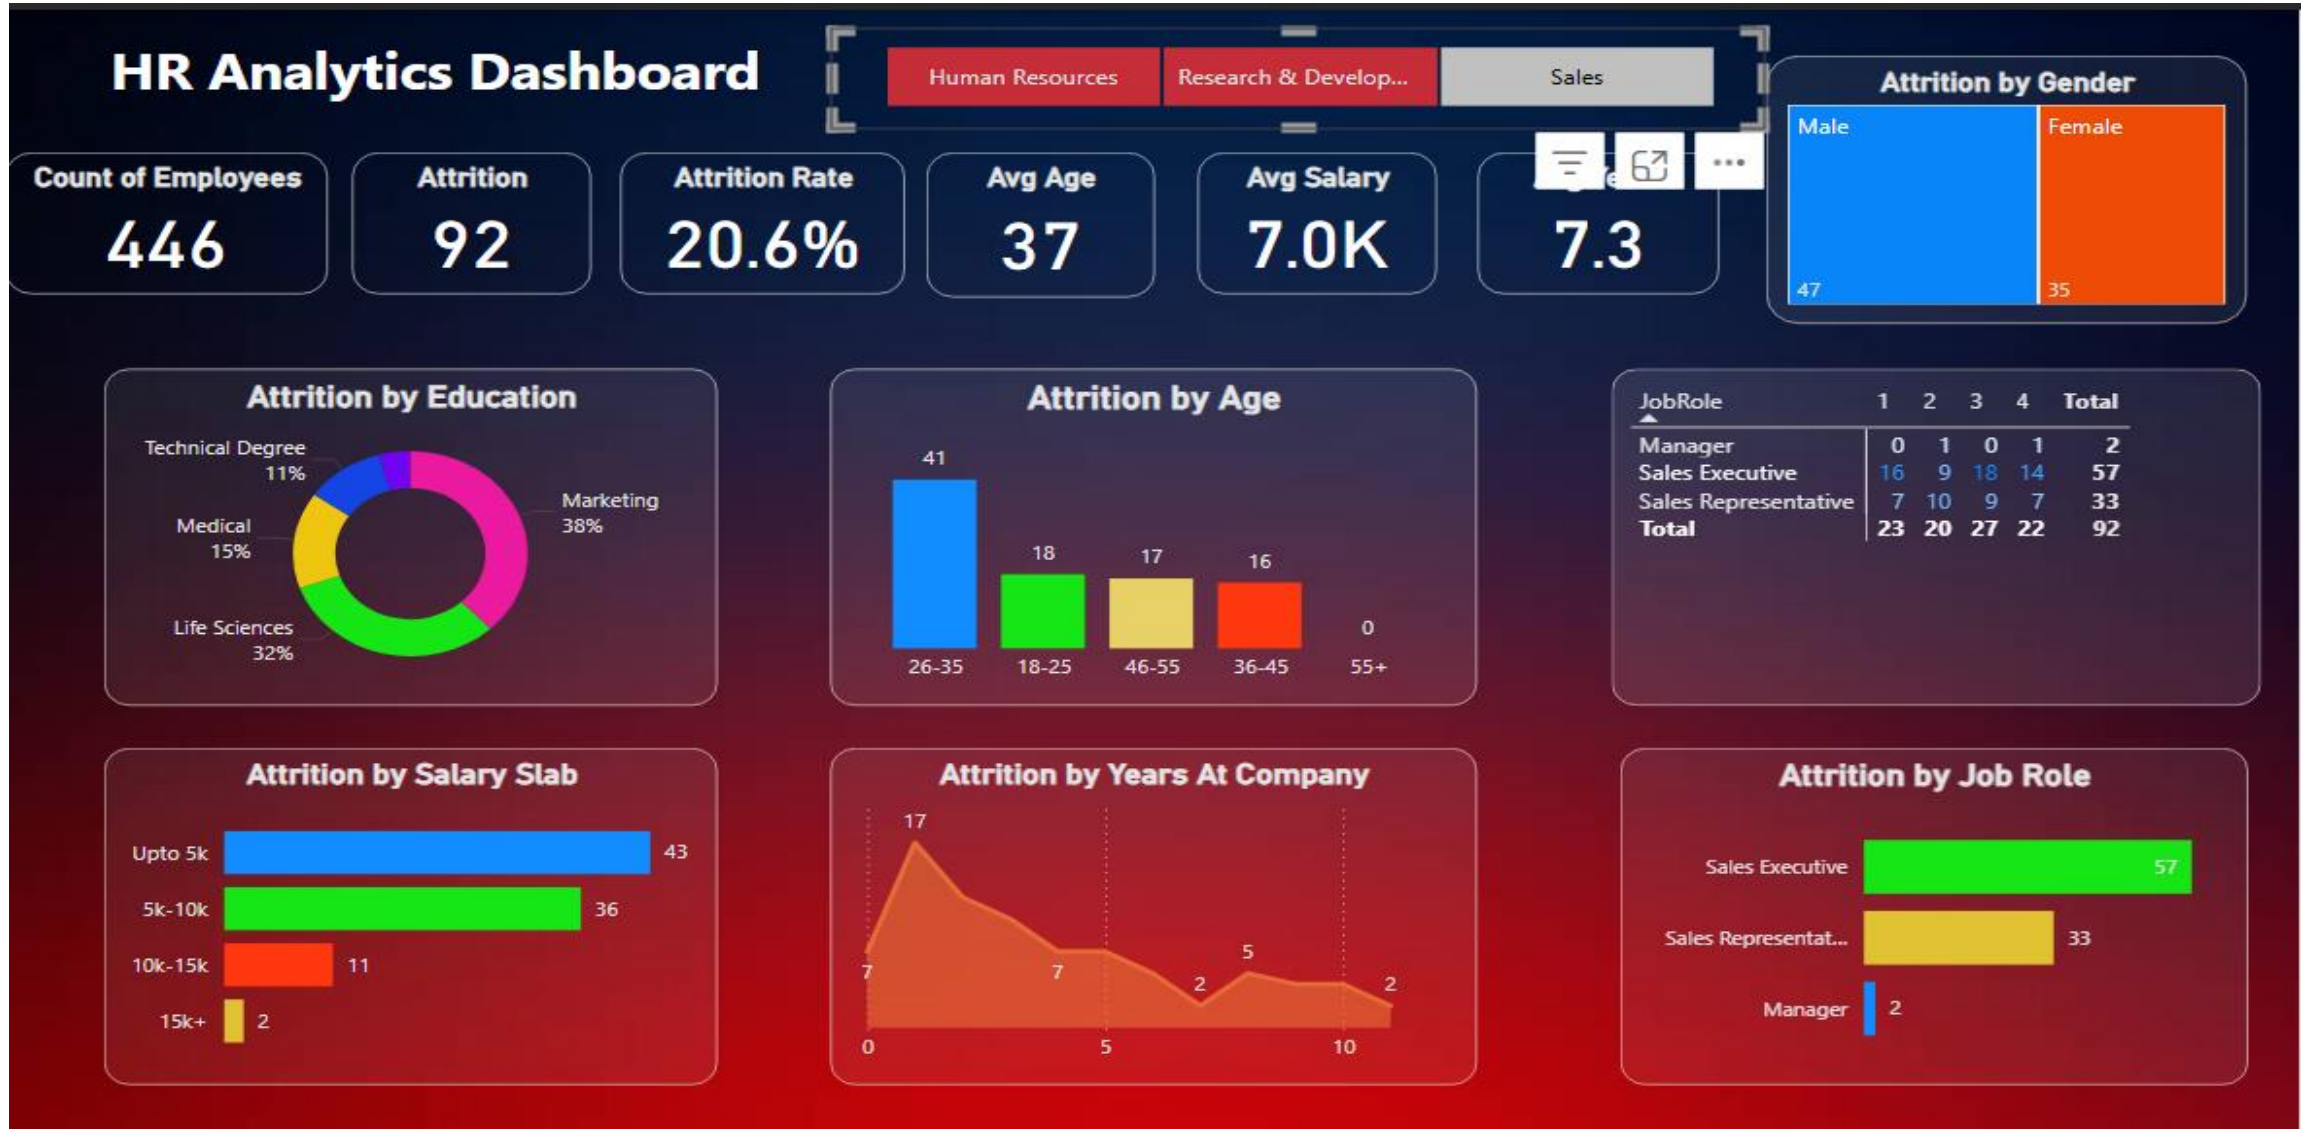 HR Analytics Dashboard
Human Resources
Research & Develop...
Sales
Attrition by Gender
Male
Female
47
35
Count of Employees
446
Attrition
92
Attrition Rate
20.6%
Avg Age
37
Avg Salary
7.0K
7.3
Attrition by Education
Technical Degree
11%
Medical
15%
Life Sciences
32%
Marketing
38%
Attrition by Age
41
18
17
16
0
26-35 18-25 46-55 36-45 55+
JobRole 1 2 3 4 Total
Manager 0 1 0 1 2
Sales Executive 16 9 18 14 57
Sales Representative 7 10 9 7 33
Total 23 20 27 22 92
Attrition by Salary Slab
Upto 5k 43
5k-10k 36
10k-15k 11
15k+ 2
Attrition by Years At Company
17
7
7
2
5
2
0 5 10
Attrition by Job Role
Sales Executive 57
Sales Representat... 33
Manager 2